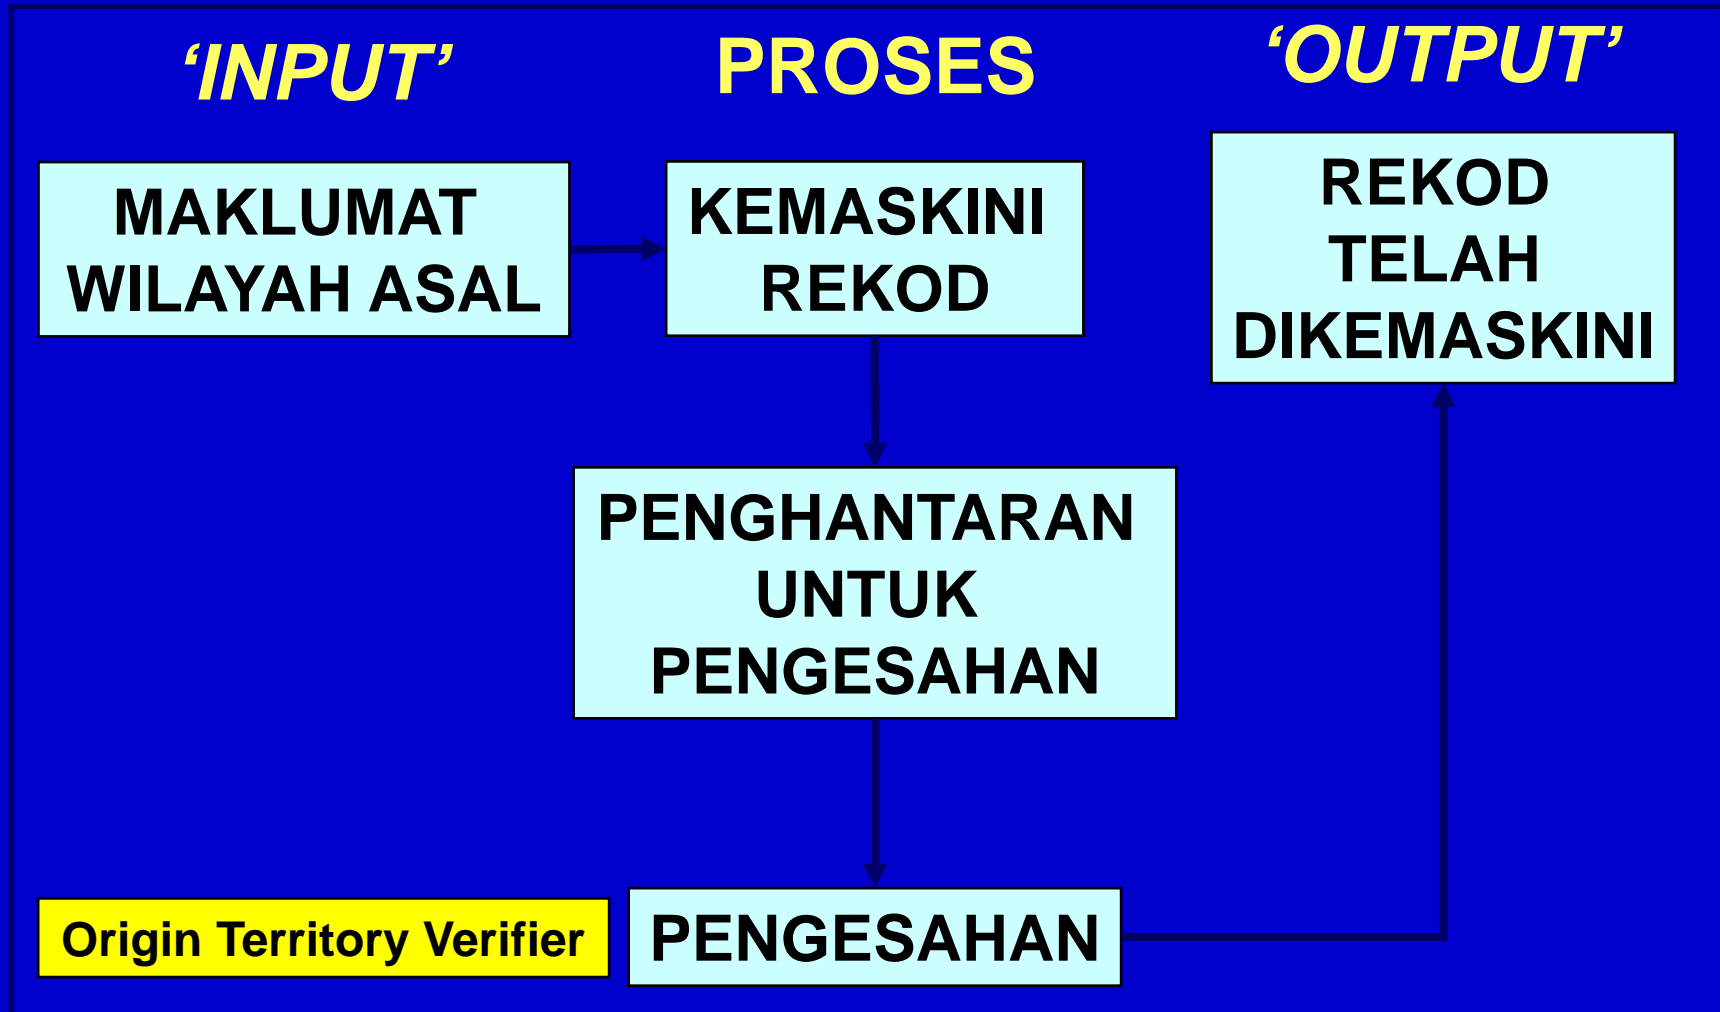 ‘INPUT’
PROSES
‘OUTPUT’
MAKLUMAT
WILAYAH ASAL
KEMASKINI
REKOD
REKOD
TELAH
DIKEMASKINI
PENGHANTARAN
UNTUK
PENGESAHAN
Origin Territory Verifier
PENGESAHAN